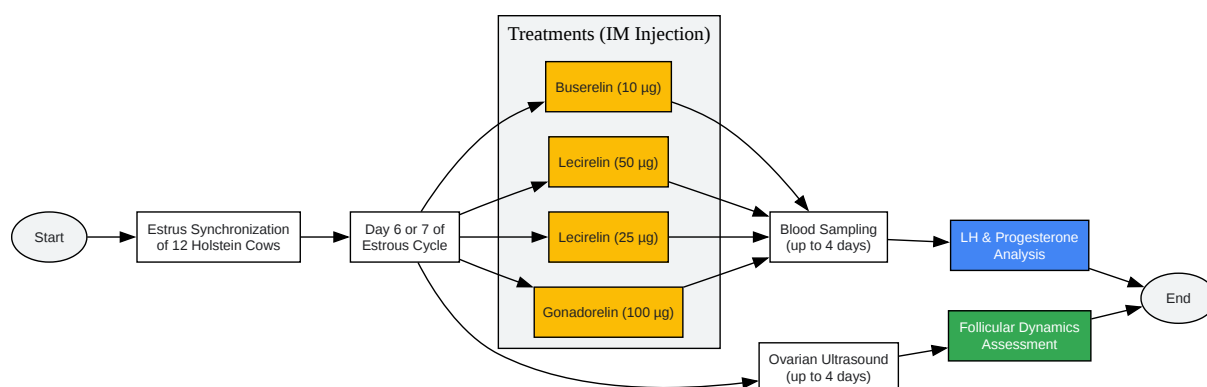 Treatments (IM Injection)
Buserelin (10 µg)
Lecirelin (50 µg)
Lecirelin (25 µg)
Gonadorelin (100 µg)
Start
Estrus Synchronization
of 12 Holstein Cows
Day 6 or 7 of
Estrous Cycle
Blood Sampling
(up to 4 days)
LH & Progesterone
Analysis
Ovarian Ultrasound
(up to 4 days)
Follicular Dynamics
Assessment
End